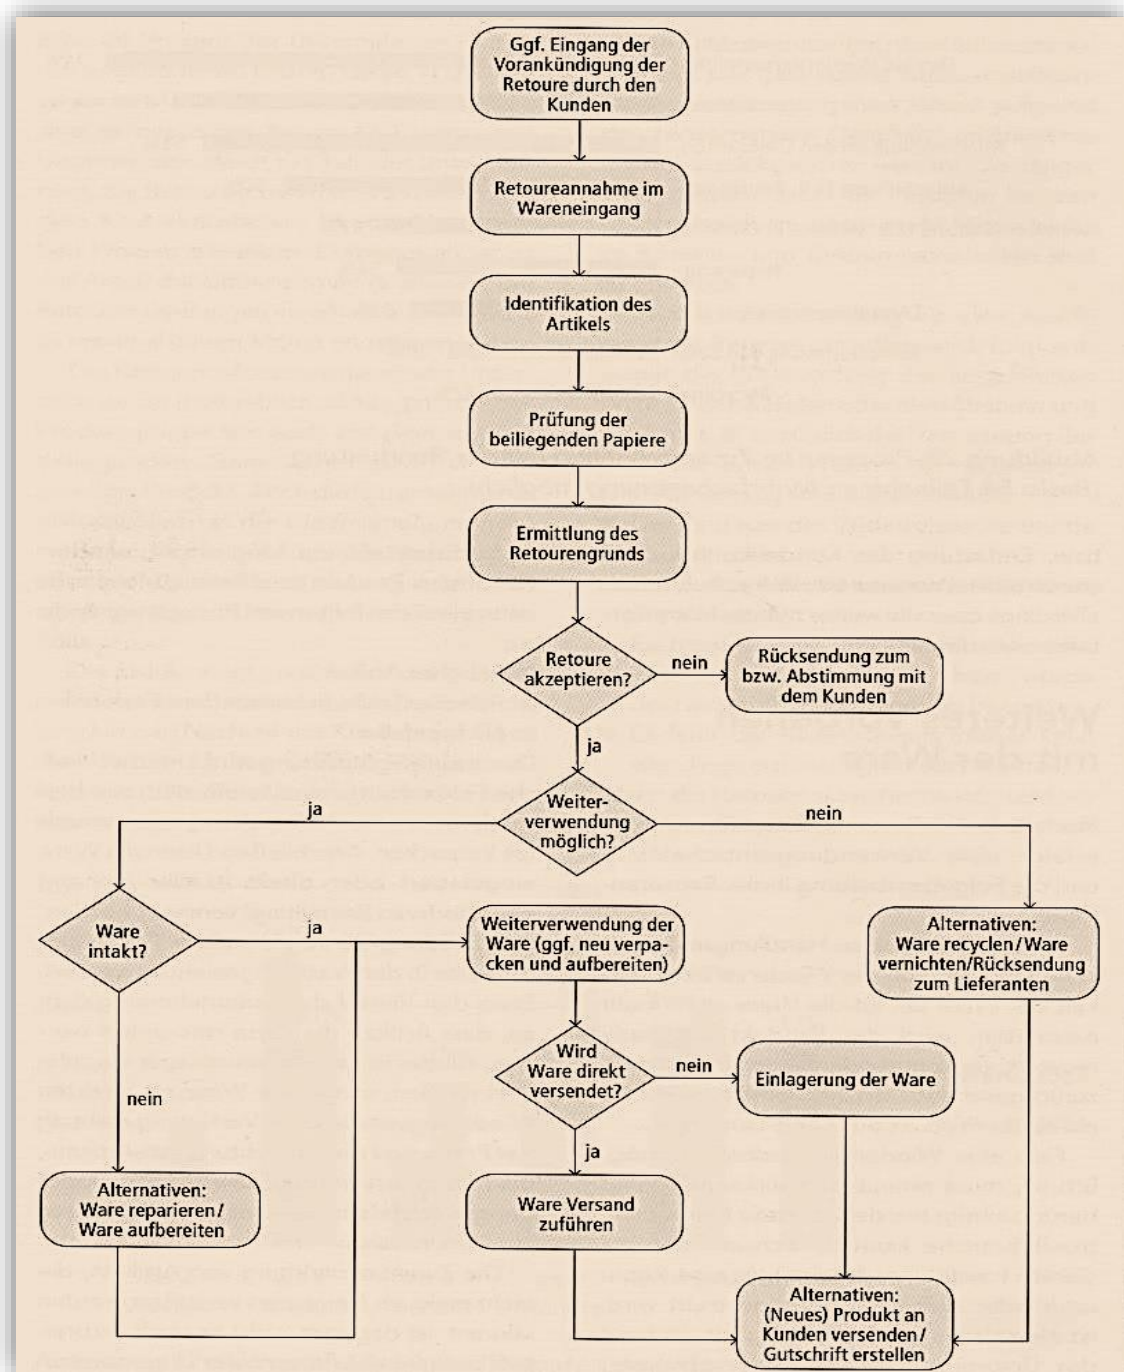 Ggf. Eingang der
Vorankündigung der
Retoure durch den
Kunden
Retoureannahme im
Wareneingang
Identifikation des
Artikels
Prüfung der
beiliegenden Papiere
Ermittlung des
Retourengrunds
Retoure
akzeptieren?
nein
Rücksendung zum
bzw. Abstimmung mit
dem Kunden
ja
Weiter-
verwendung
möglich?
ja
nein
Ware
intakt?
ja
Weiterverwendung der
Ware (ggf. neu verpa-
cken und aufbereiten)
Alternativen:
Ware recyclen/Ware
vernichten/Rücksendung
zum Lieferanten
Wird
Ware direkt
versendet?
nein
Einlagerung der Ware
nein
ja
Alternativen:
Ware reparieren/
Ware aufbereiten
Ware Versand
zuführen
Alternativen:
(Neues) Produkt an
Kunden versenden/
Gutschrift erstellen